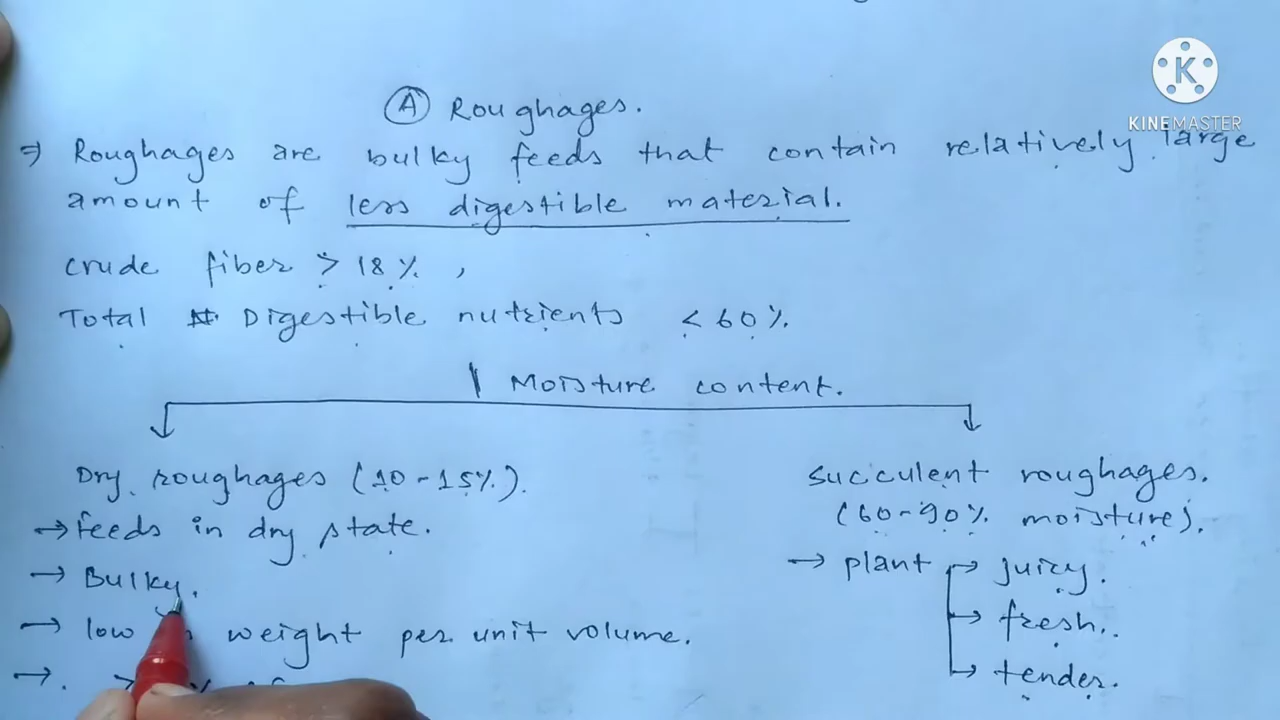 Ⓐ Roughages.
KINEMASTER
⇒ Roughages are bulky feeds that contain relatively large
amount of less digestible material.
crude fiber > 18%,
Total Digestible nutrients < 60%.
Moisture content.
Dry roughages (10-15%).
→ feeds in dry state.
→ Bulky.
→ low weight per unit volume.
→ .
succulent roughages.
(60-90% moisture).
→ plant → juicy.
→ fresh.
→ tender.